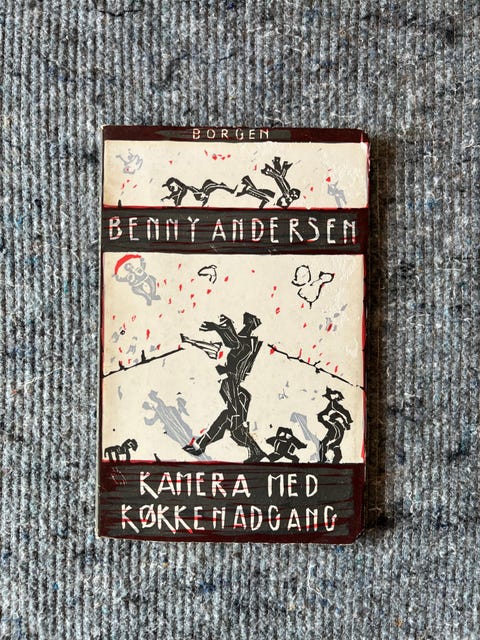 BORGEN
BENNY ANDERSEN
KAMERA MED
KØKKENADGANG